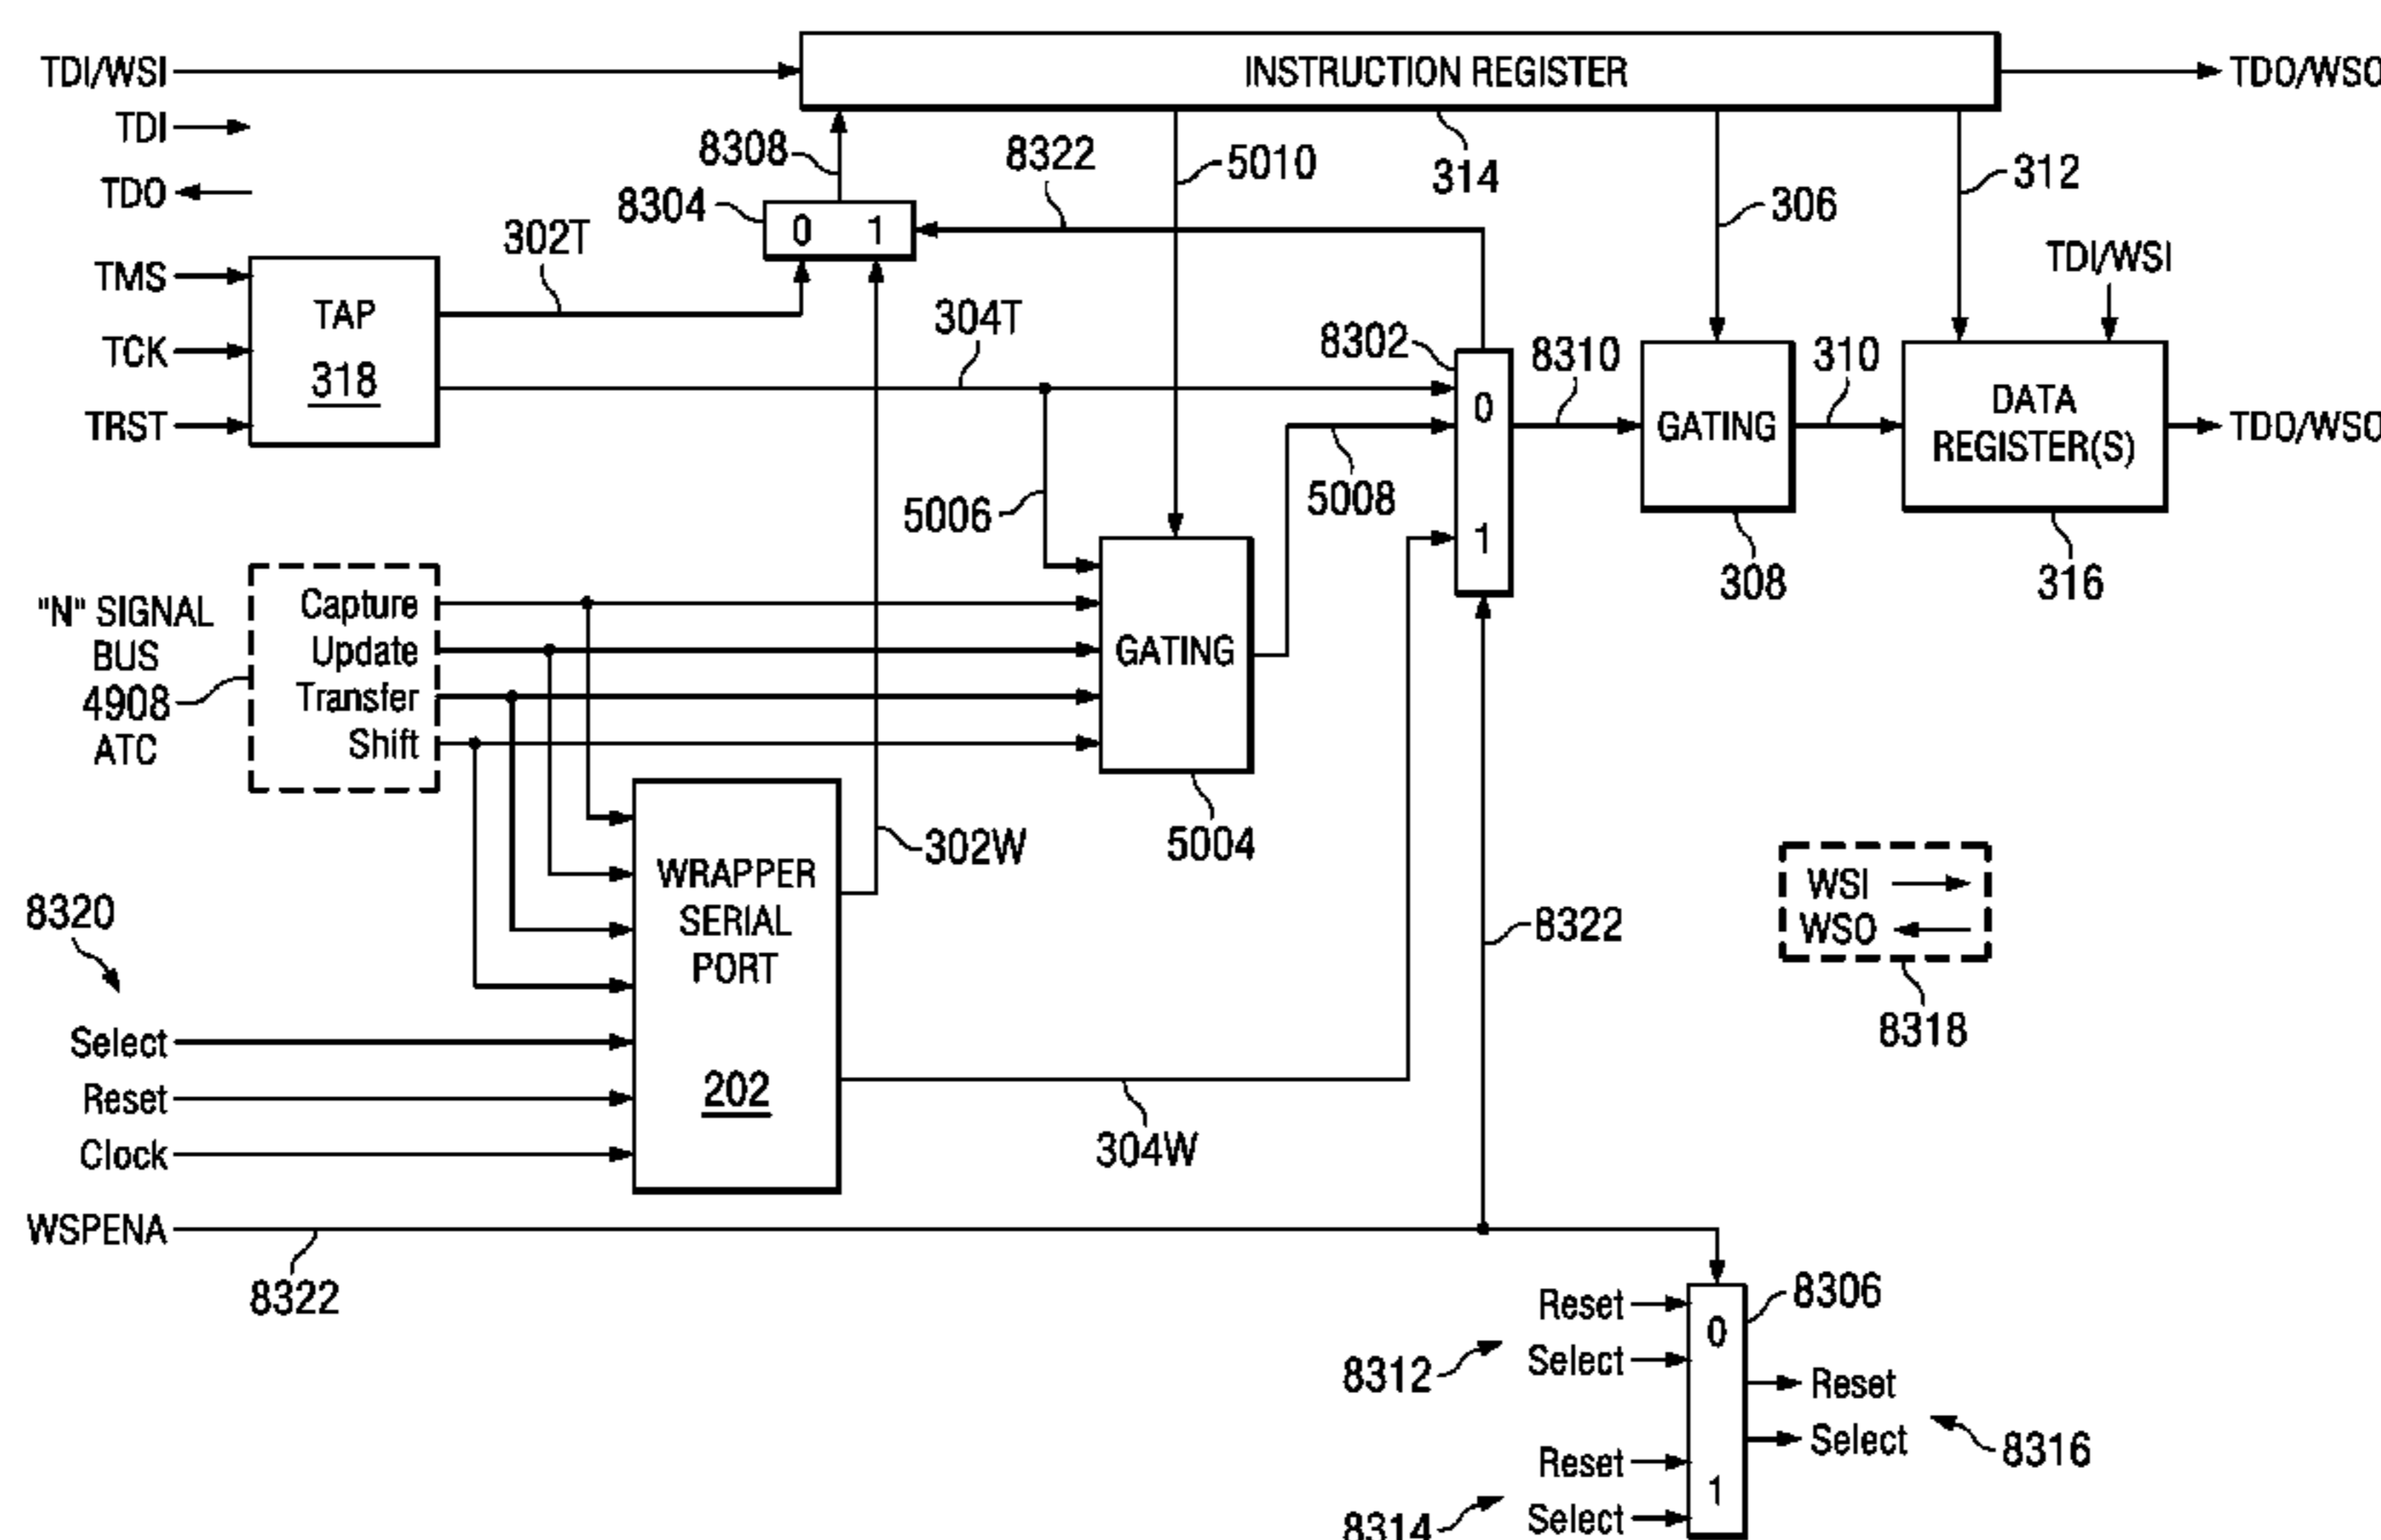 TDI/WSI
INSTRUCTION REGISTER
TDO/WSO
TDI
TDO
8308
8322
5010
314
312
8304
0 1
306
302T
TDI/WSI
TMS
TCK
TRST
TAP
318
304T
8302
0
1
8310
GATING
310
DATA
REGISTER(S)
TDO/WSO
5006
5008
308
316
"N" SIGNAL
BUS
4908
ATC
Capture
Update
Transfer
Shift
GATING
5004
302W
WRAPPER
SERIAL
PORT
202
8320
Select
Reset
Clock
304W
8322
WSI
WSO
8318
WSPENA
8322
Reset
Select
8312
0
1
8306
Reset
Select
8316
Reset
Select
8314